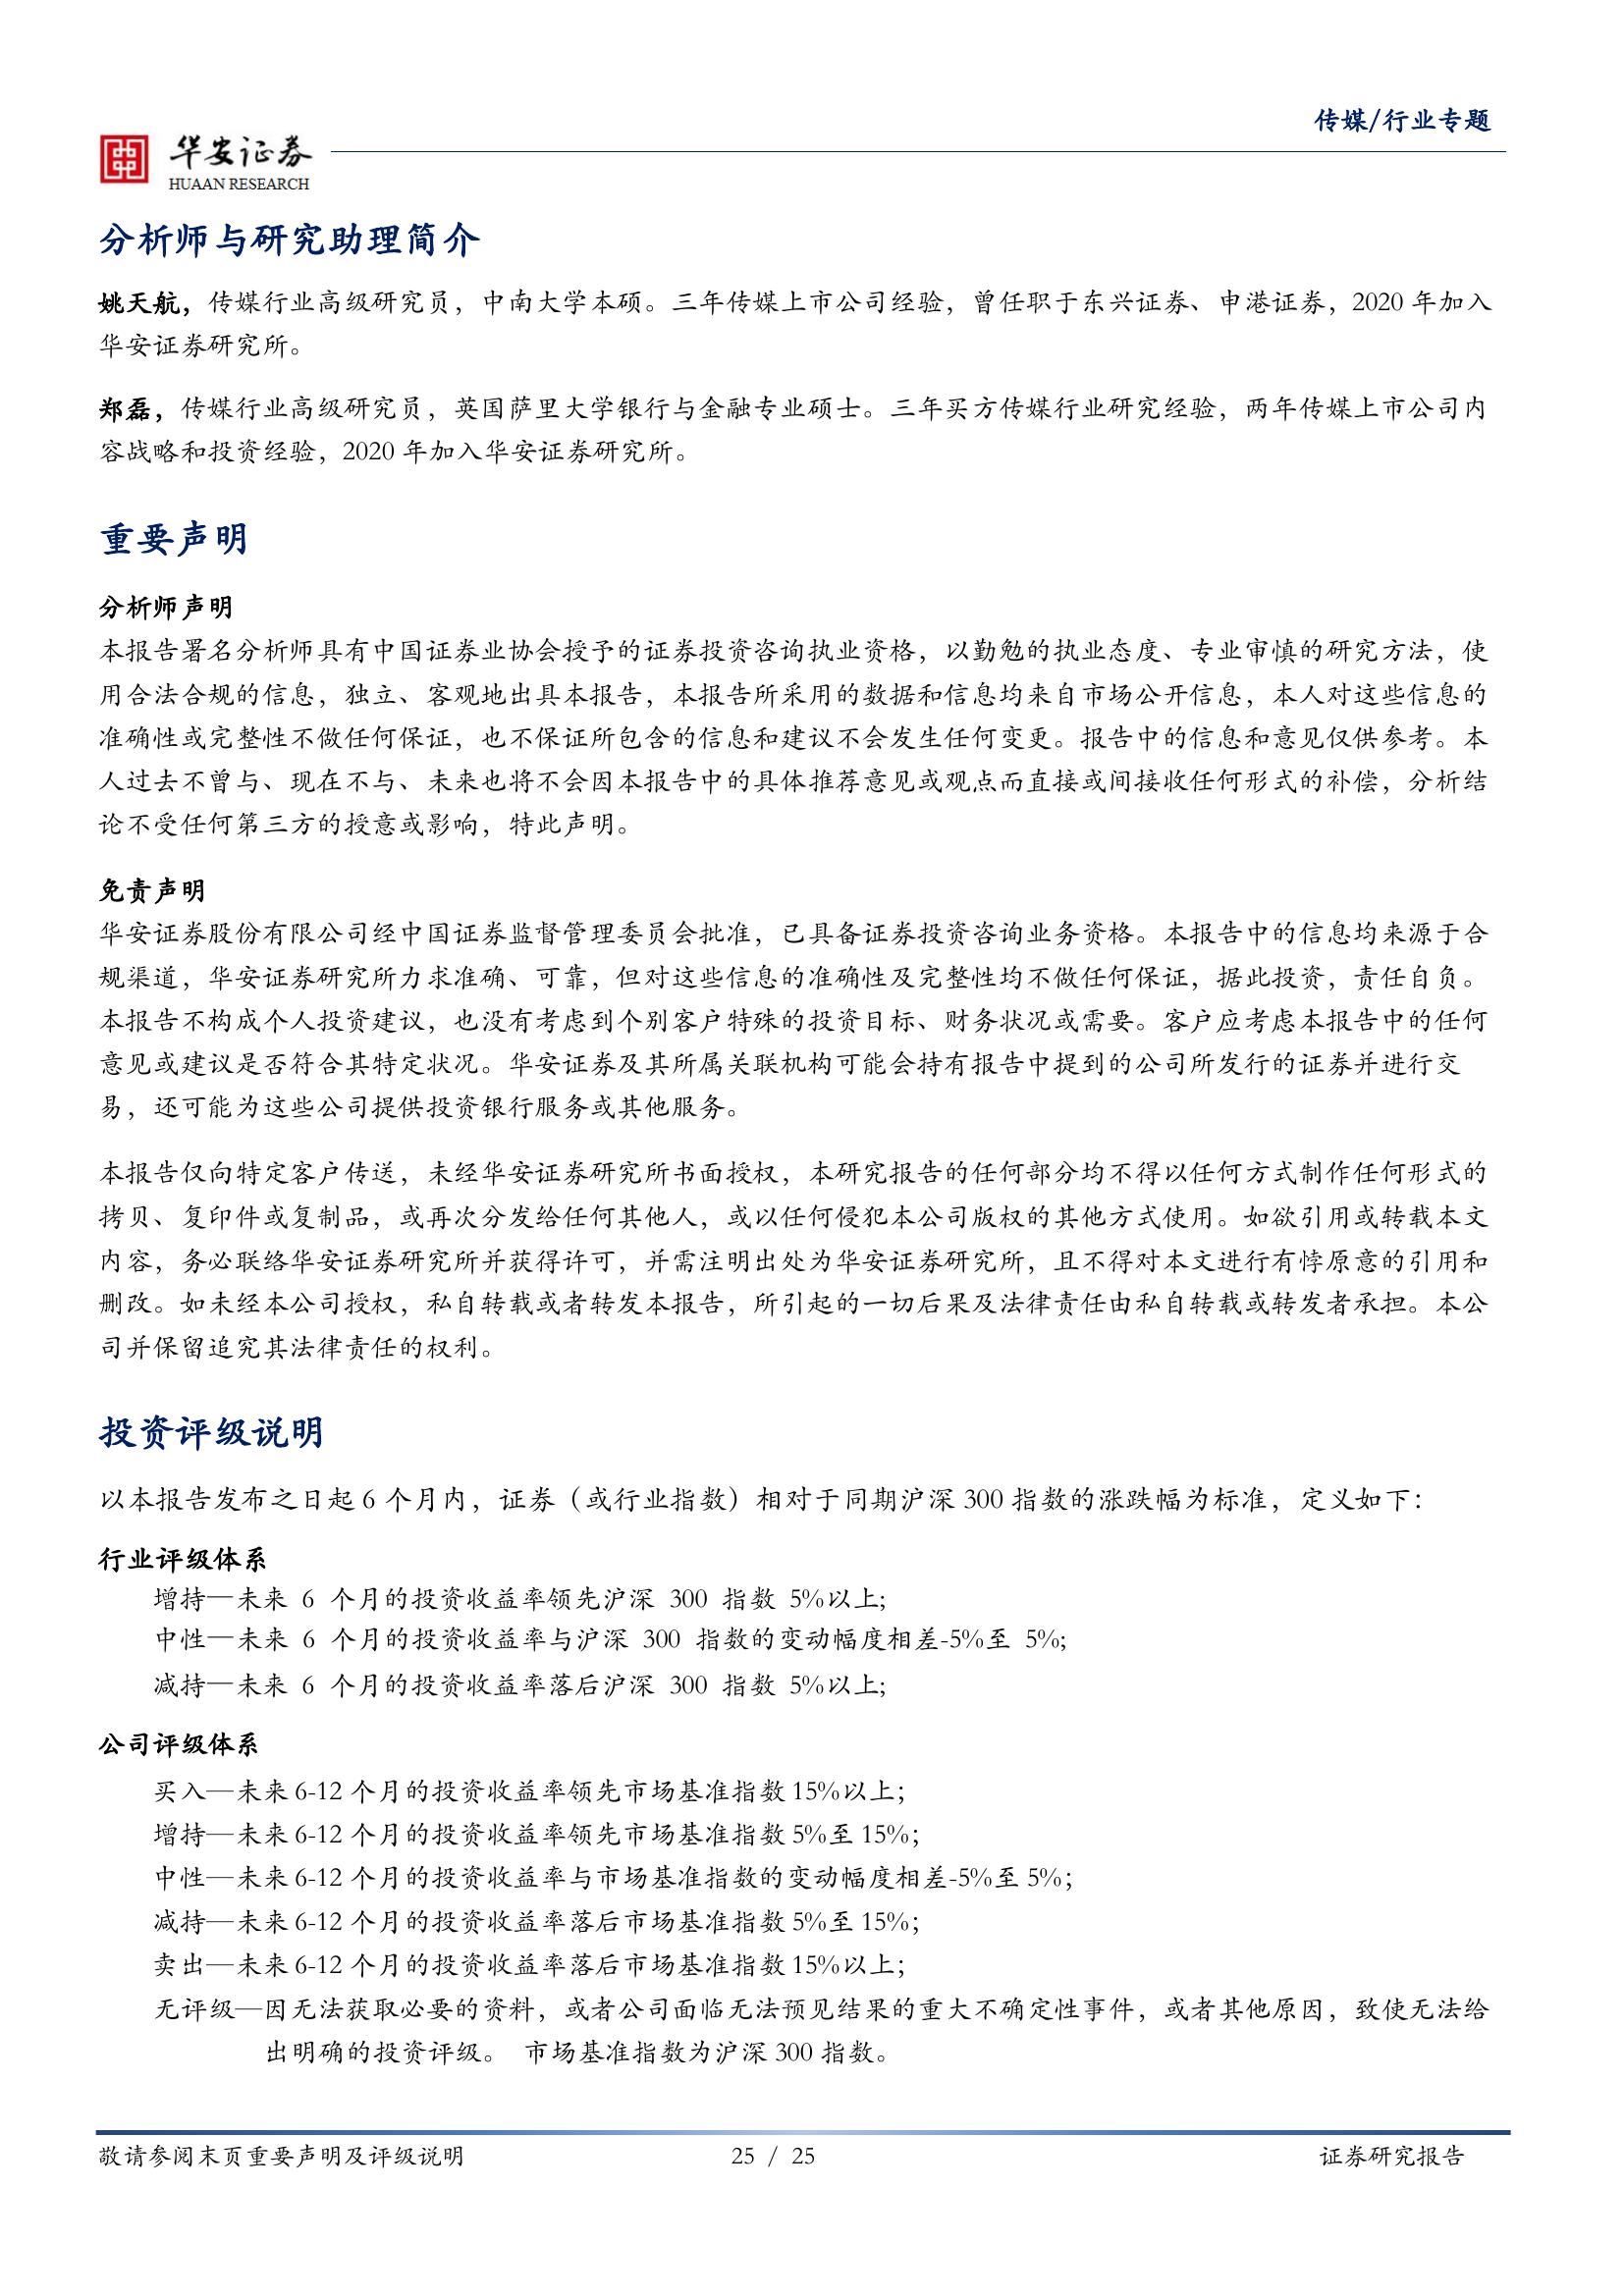 传媒/行业专题
华安证券
HUAAN RESEARCH
分析师与研究助理简介
姚天航，传媒行业高级研究员，中南大学本硕。三年传媒上市公司经验，曾任职于东兴证券、申港证券，2020 年加入
华安证券研究所。
郑磊，传媒行业高级研究员，英国萨里大学银行与金融专业硕士。三年买方传媒行业研究经验，两年传媒上市公司内
容战略和投资经验，2020 年加入华安证券研究所。
重要声明
分析师声明
本报告署名分析师具有中国证券业协会授予的证券投资咨询执业资格，以勤勉的执业态度、专业审慎的研究方法，使
用合法合规的信息，独立、客观地出具本报告，本报告所采用的数据和信息均来自市场公开信息，本人对这些信息的
准确性或完整性不做任何保证，也不保证所包含的信息和建议不会发生任何变更。报告中的信息和意见仅供参考。本
人过去不曾与、现在不与、未来也将不会因本报告中的具体推荐意见或观点而直接或间接收任何形式的补偿，分析结
论不受任何第三方的授意或影响，特此声明。
免责声明
华安证券股份有限公司经中国证券监督管理委员会批准，已具备证券投资咨询业务资格。本报告中的信息均来源于合
规渠道，华安证券研究所力求准确、可靠，但对这些信息的准确性及完整性均不做任何保证，据此投资，责任自负。
本报告不构成个人投资建议，也没有考虑到个别客户特殊的投资目标、财务状况或需要。客户应考虑本报告中的任何
意见或建议是否符合其特定状况。华安证券及其所属关联机构可能会持有报告中提到的公司所发行的证券并进行交
易，还可能为这些公司提供投资银行服务或其他服务。
本报告仅向特定客户传送，未经华安证券研究所书面授权，本研究报告的任何部分均不得以任何方式制作任何形式的
拷贝、复印件或复制品，或再次分发给任何其他人，或以任何侵犯本公司版权的其他方式使用。如欲引用或转载本文
内容，务必联络华安证券研究所并获得许可，并需注明出处为华安证券研究所，且不得对本文进行有悖原意的引用和
删改。如未经本公司授权，私自转载或者转发本报告，所引起的一切后果及法律责任由私自转载或转发者承担。本公
司并保留追究其法律责任的权利。
投资评级说明
以本报告发布之日起 6 个月内，证券（或行业指数）相对于同期沪深 300 指数的涨跌幅为标准，定义如下：
行业评级体系
增持—未来 6 个月的投资收益率领先沪深 300 指数 5%以上;
中性—未来 6 个月的投资收益率与沪深 300 指数的变动幅度相差-5%至 5%;
减持—未来 6 个月的投资收益率落后沪深 300 指数 5%以上;
公司评级体系
买入—未来 6-12 个月的投资收益率领先市场基准指数 15%以上；
增持—未来 6-12 个月的投资收益率领先市场基准指数 5%至 15%；
中性—未来 6-12 个月的投资收益率与市场基准指数的变动幅度相差-5%至 5%；
减持—未来 6-12 个月的投资收益率落后市场基准指数 5%至 15%；
卖出—未来 6-12 个月的投资收益率落后市场基准指数 15%以上；
无评级—因无法获取必要的资料，或者公司面临无法预见结果的重大不确定性事件，或者其他原因，致使无法给
出明确的投资评级。 市场基准指数为沪深 300 指数。
敬请参阅末页重要声明及评级说明
25 / 25
证券研究报告